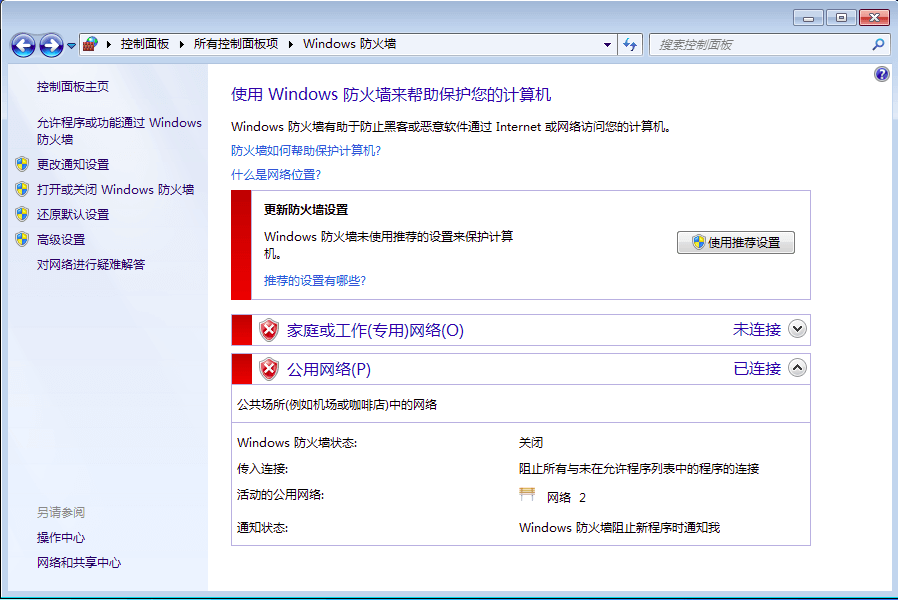 控制面板 所有控制面板项 Windows 防火墙
搜索控制面板
控制面板主页
允许程序或功能通过 Windows
防火墙
更改通知设置
打开或关闭 Windows 防火墙
还原默认设置
高级设置
对网络进行疑难解答
另请参阅
操作中心
网络和共享中心
使用 Windows 防火墙来帮助保护您的计算机
Windows 防火墙有助于防止黑客或恶意软件通过 Internet 或网络访问您的计算机。
防火墙如何帮助保护计算机?
什么是网络位置?
更新防火墙设置
Windows 防火墙未使用推荐的设置来保护计算
机。
使用推荐设置
推荐的设置有哪些?
家庭或工作(专用)网络(O) 未连接
公用网络(P) 已连接
公共场所(例如机场或咖啡店)中的网络
Windows 防火墙状态: 关闭
传入连接: 阻止所有与未在允许程序列表中的程序的连接
活动的公用网络: 网络 2
通知状态: Windows 防火墙阻止新程序时通知我